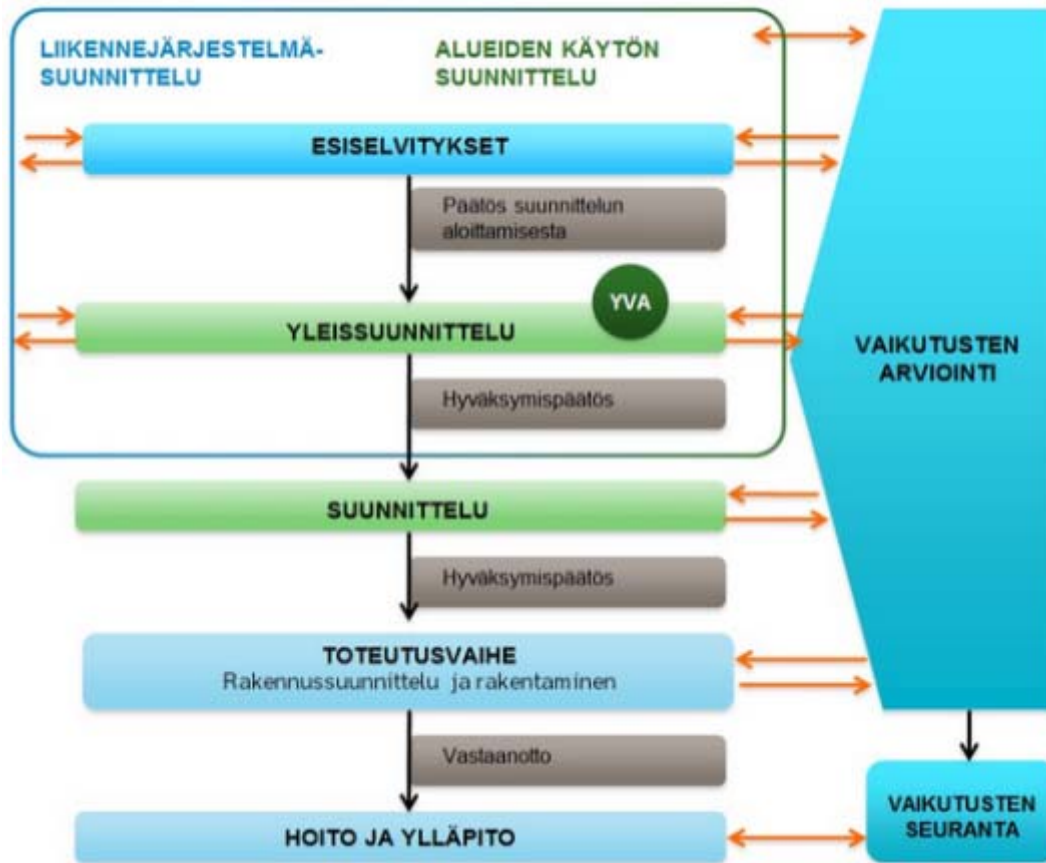 LIIKENNEJÄRJESTELMÄ-
SUUNNITTELU
ALUEIDEN KÄYTÖN
SUUNNITTELU
ESISELVITYKSET
Päätös suunnittelun
aloittamisesta
YVA
YLEISSUUNNITTELU
VAIKUTUSTEN
ARVIOINTI
Hyväksymispäätös
SUUNNITTELU
Hyväksymispäätös
TOTEUTUSVAIHE
Rakennussuunnittelu ja rakentaminen
Vastaanotto
HOITO JA YLLÄPITO
VAIKUTUSTEN
SEURANTA